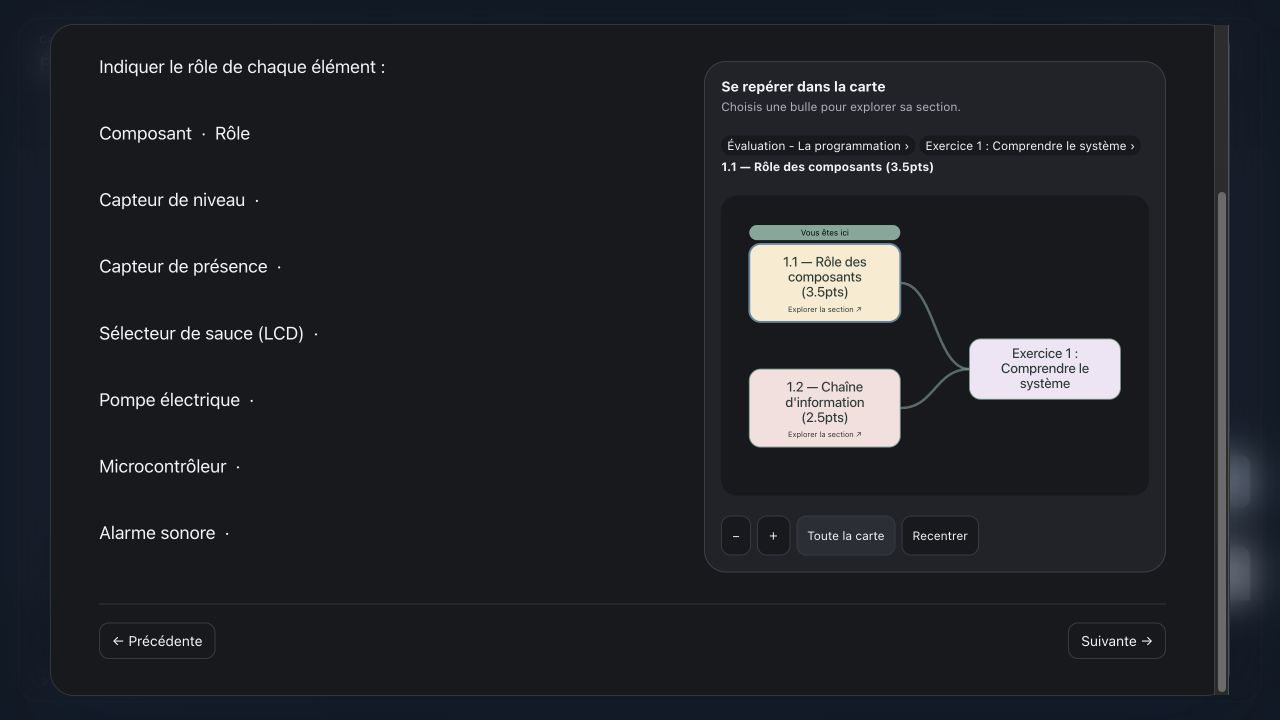 Indiquer le rôle de chaque élément :
Composant · Rôle
Capteur de niveau ·
Capteur de présence ·
Sélecteur de sauce (LCD) ·
Pompe électrique ·
Microcontrôleur ·
Alarme sonore ·
Se repérer dans la carte
Choisis une bulle pour explorer sa section.
Évaluation - La programmation › Exercice 1 : Comprendre le système ›
1.1 — Rôle des composants (3.5pts)
Vous êtes ici
1.1 — Rôle des
composants
(3.5pts)
Explorer la section ↗
1.2 — Chaîne
d'information
(2.5pts)
Explorer la section ↗
Exercice 1 :
Comprendre le
système
− + Toute la carte Recentrer
← Précédente Suivante →